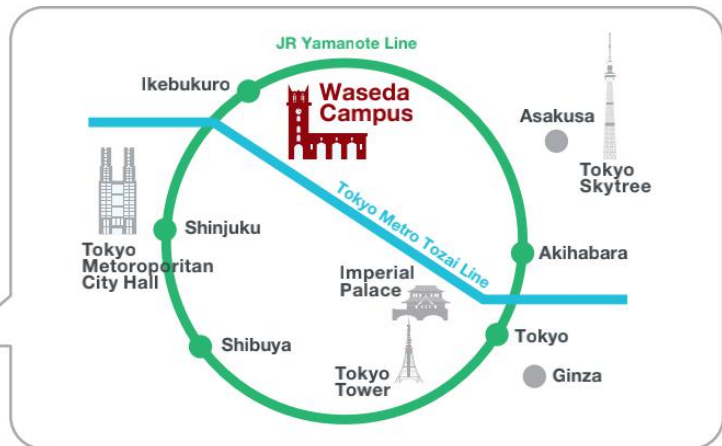 JR Yamanote Line
Ikebukuro
Waseda
Campus
Asakusa
Tokyo
Skytree
Tokyo Metro Tozai Line
Shinjuku
Tokyo
Metoroporitan
City Hall
Akihabara
Imperial
Palace
Shibuya
Tokyo
Tower
Tokyo
Ginza